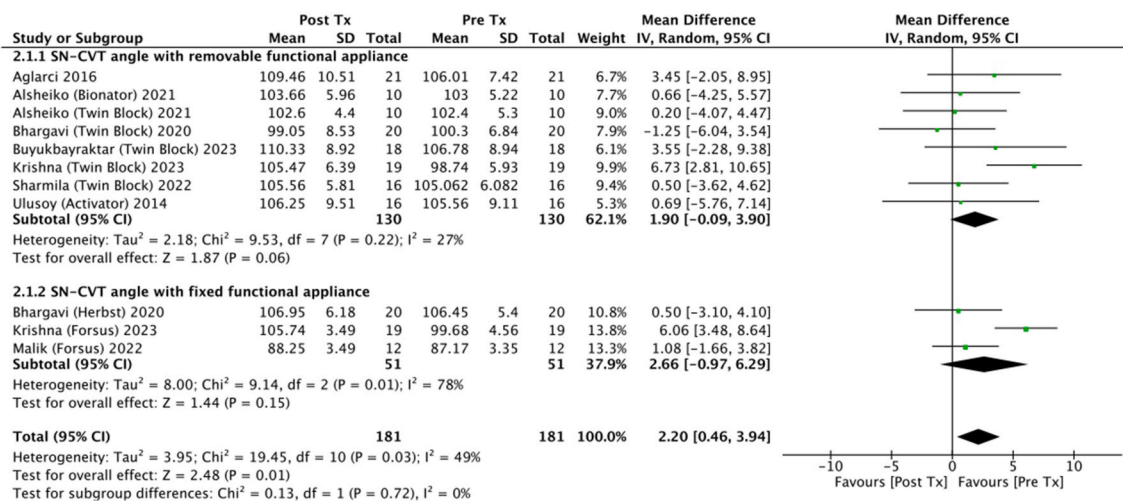 Post Tx Pre Tx Mean Difference Mean Difference
Study or Subgroup Mean SD Total Mean SD Total Weight IV, Random, 95% CI IV, Random, 95% CI
2.1.1 SN-CVT angle with removable functional appliance
Aglarci 2016 109.46 10.51 21 106.01 7.42 21 6.7% 3.45 [-2.05, 8.95]
Alsheiko (Bionator) 2021 103.66 5.96 10 103 5.22 10 7.7% 0.66 [-4.25, 5.57]
Alsheiko (Twin Block) 2021 102.6 4.4 10 102.4 5.3 10 9.0% 0.20 [-4.07, 4.47]
Bhargavi (Twin Block) 2020 99.05 8.53 20 100.3 6.84 20 7.9% -1.25 [-6.04, 3.54]
Buyukbayraktar (Twin Block) 2023 110.33 8.92 18 106.78 8.94 18 6.1% 3.55 [-2.28, 9.38]
Krishna (Twin Block) 2023 105.47 6.39 19 98.74 5.93 19 9.9% 6.73 [2.81, 10.65]
Sharmila (Twin Block) 2022 105.56 5.81 16 105.062 6.082 16 9.4% 0.50 [-3.62, 4.62]
Ulusoy (Activator) 2014 106.25 9.51 16 105.56 9.11 16 5.3% 0.69 [-5.76, 7.14]
Subtotal (95% CI) 130 130 62.1% 1.90 [-0.09, 3.90]
Heterogeneity: Tau² = 2.18; Chi² = 9.53, df = 7 (P = 0.22); I² = 27%
Test for overall effect: Z = 1.87 (P = 0.06)
2.1.2 SN-CVT angle with fixed functional appliance
Bhargavi (Herbst) 2020 106.95 6.18 20 106.45 5.4 20 10.8% 0.50 [-3.10, 4.10]
Krishna (Forsus) 2023 105.74 3.49 19 99.68 4.56 19 13.8% 6.06 [3.48, 8.64]
Malik (Forsus) 2022 88.25 3.49 12 87.17 3.35 12 13.3% 1.08 [-1.66, 3.82]
Subtotal (95% CI) 51 51 37.9% 2.66 [-0.97, 6.29]
Heterogeneity: Tau² = 8.00; Chi² = 9.14, df = 2 (P = 0.01); I² = 78%
Test for overall effect: Z = 1.44 (P = 0.15)
Total (95% CI) 181 181 100.0% 2.20 [0.46, 3.94]
Heterogeneity: Tau² = 3.95; Chi² = 19.45, df = 10 (P = 0.03); I² = 49%
Test for overall effect: Z = 2.48 (P = 0.01)
Test for subgroup differences: Chi² = 0.13, df = 1 (P = 0.72), I² = 0%
-10 -5 0 5 10
Favours [Post Tx] Favours [Pre Tx]